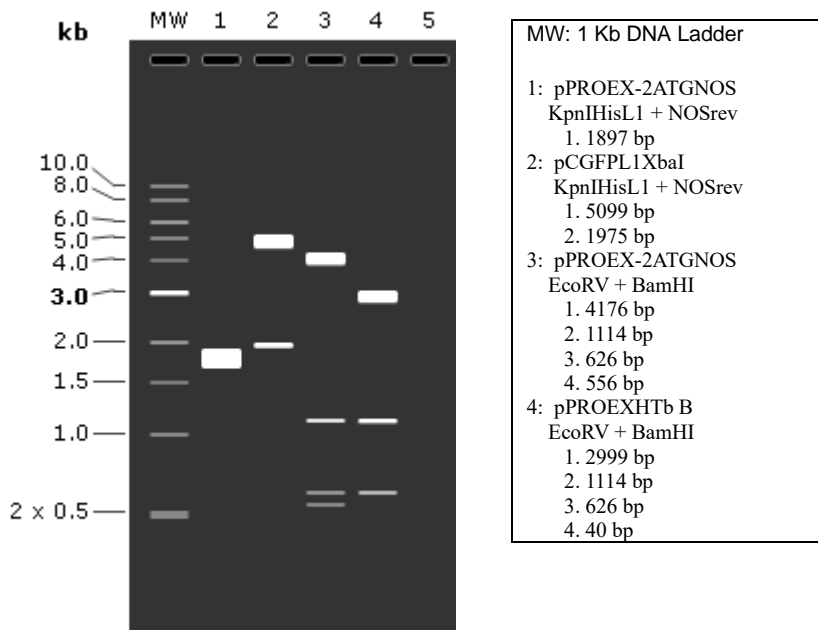 kb
MW 1 2 3 4 5
10.0
8.0
6.0
5.0
4.0
3.0
2.0
1.5
1.0
2 x 0.5
MW: 1 Kb DNA Ladder
1: pPROEX-2ATGNOS
KpnIHisL1 + NOSrev
1. 1897 bp
2: pCGFPL1XbaI
KpnIHisL1 + NOSrev
1. 5099 bp
2. 1975 bp
3: pPROEX-2ATGNOS
EcoRV + BamHI
1. 4176 bp
2. 1114 bp
3. 626 bp
4. 556 bp
4: pPROEXHTb B
EcoRV + BamHI
1. 2999 bp
2. 1114 bp
3. 626 bp
4. 40 bp